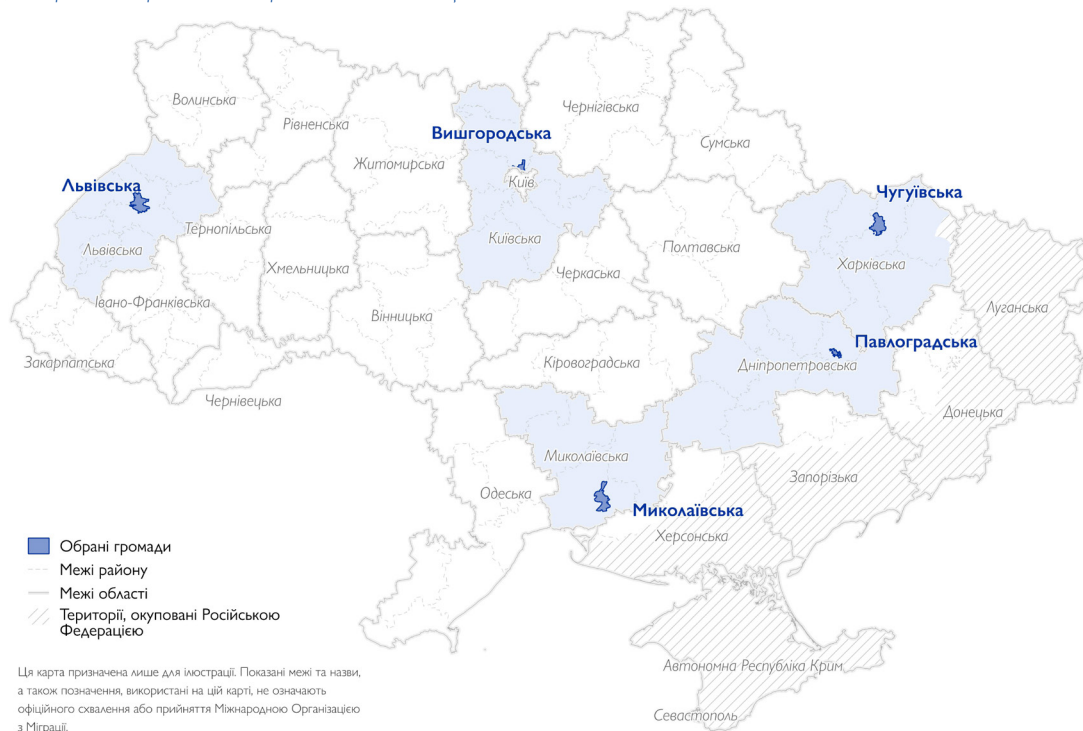 Волинська
Рівненська
Житомирська
Чернігівська
Сумська
Вишгородська
Київ
Львівська
Львівська
Тернопільська
Хмельницька
Київська
Черкаська
Полтавська
Чугуївська
Харківська
Луганська
Івано-Франківська
Вінницька
Закарпатська
Чернівецька
Кіровоградська
Дніпропетровська
Павлоградська
Донецька
Миколаївська
Одеська
Запорізька
Миколаївська
Херсонська
Автономна Республіка Крим
Севастополь
Обрані громади
Межі району
Межі області
Території, окуповані Російською
Федерацією
Ця карта призначена лише для ілюстрації. Показані межі та назви,
а також позначення, використані на цій карті, не означають
офіційного схвалення або прийняття Міжнародною Організацією
з Міграції.